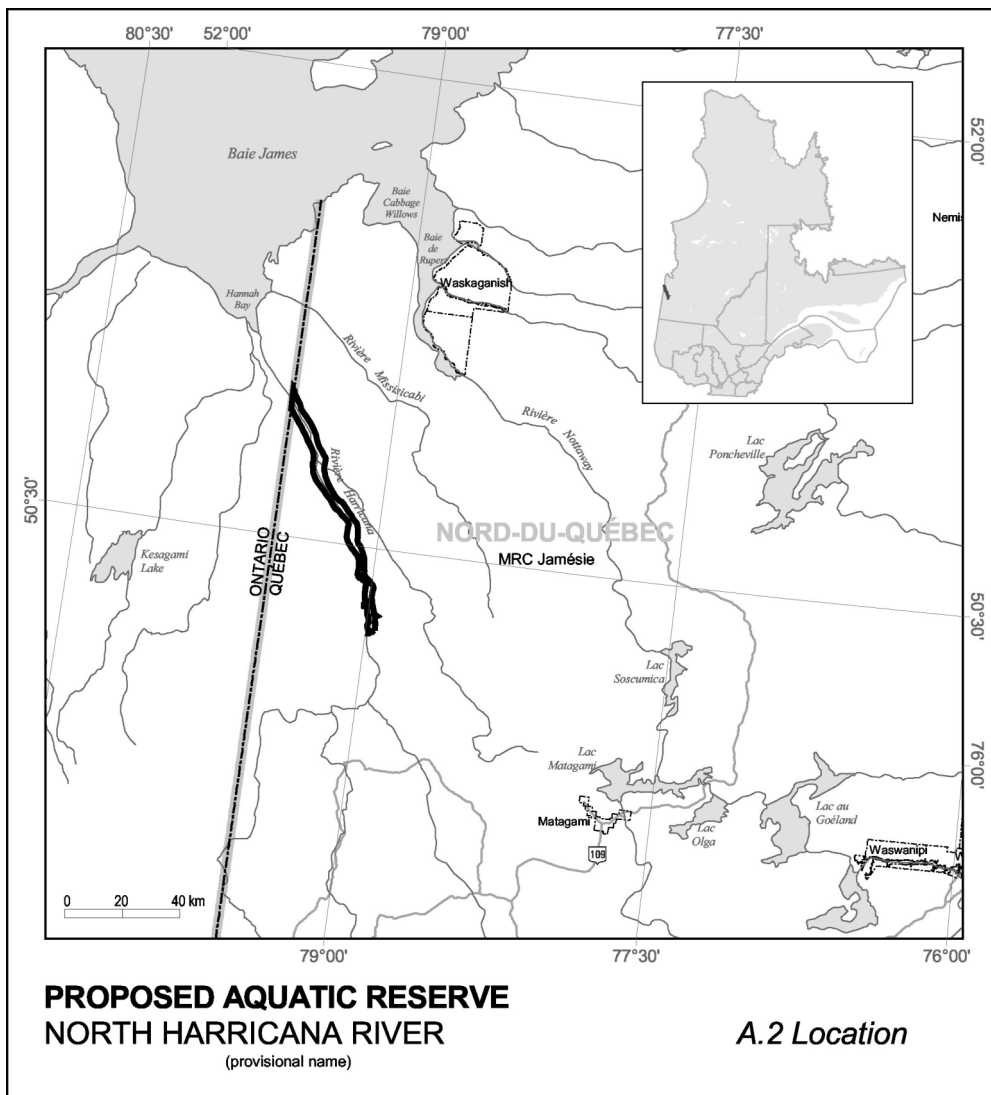 80°30'
52°00'
79°00'
77°30'
52°00'
50°30'
50°30'
76°00'
79°00'
77°30'
76°00'
Baie James
Baie
Cabbage
Willows
Baie
de
Rupert
Waskaganish
Nemis
Hannah
Bay
Rivière Missisicabi
Rivière Harricana
Rivière Nottaway
Lac
Poncheville
NORD-DU-QUÉBEC
MRC Jamésie
Kesagami
Lake
ONTARIO
QUÉBEC
Lac
Soscumica
Lac
Matagami
Matagami
Lac
Olga
Lac au
Goéland
109
Waswanipi
0 20 40 km
PROPOSED AQUATIC RESERVE
NORTH HARRICANA RIVER
(provisional name)
A.2 Location